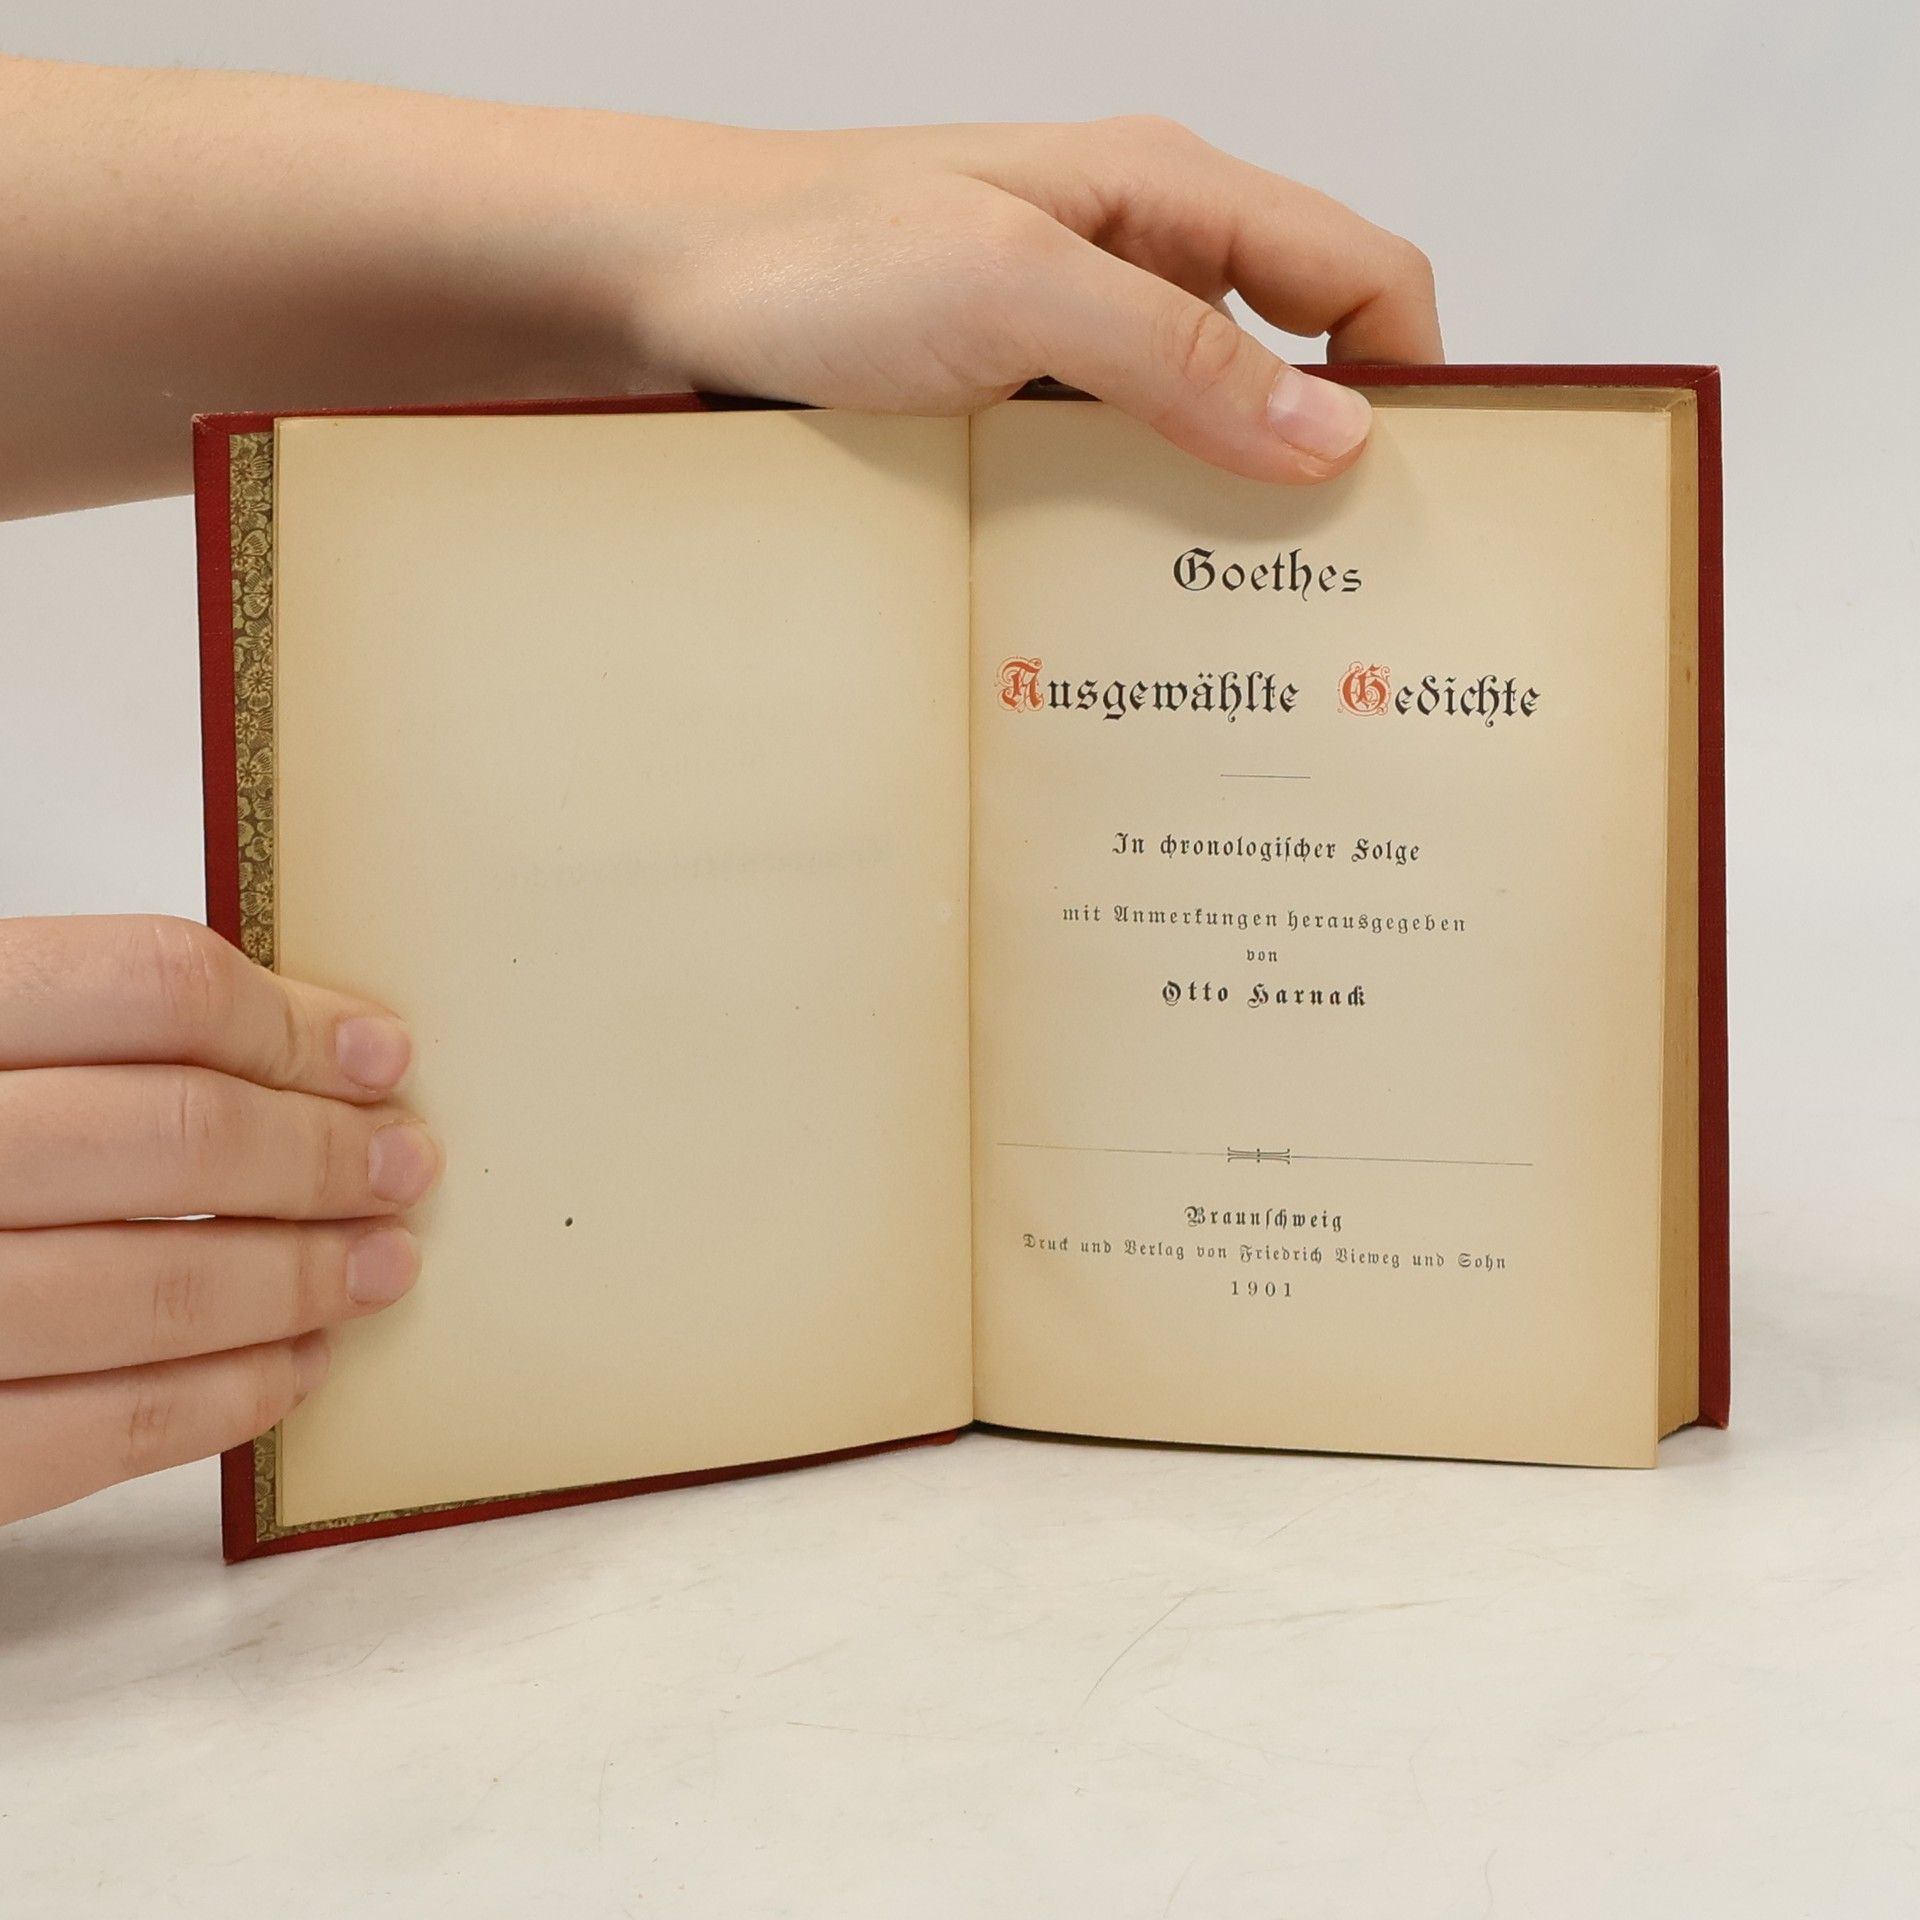 Goethes
Ausgewählte Gedichte
In chronologiſcher Folge
mit Anmerkungen herausgegeben
von
Otto Harnack
Braunſchweig
Druck und Verlag von Friedrich Vieweg und Sohn
1901